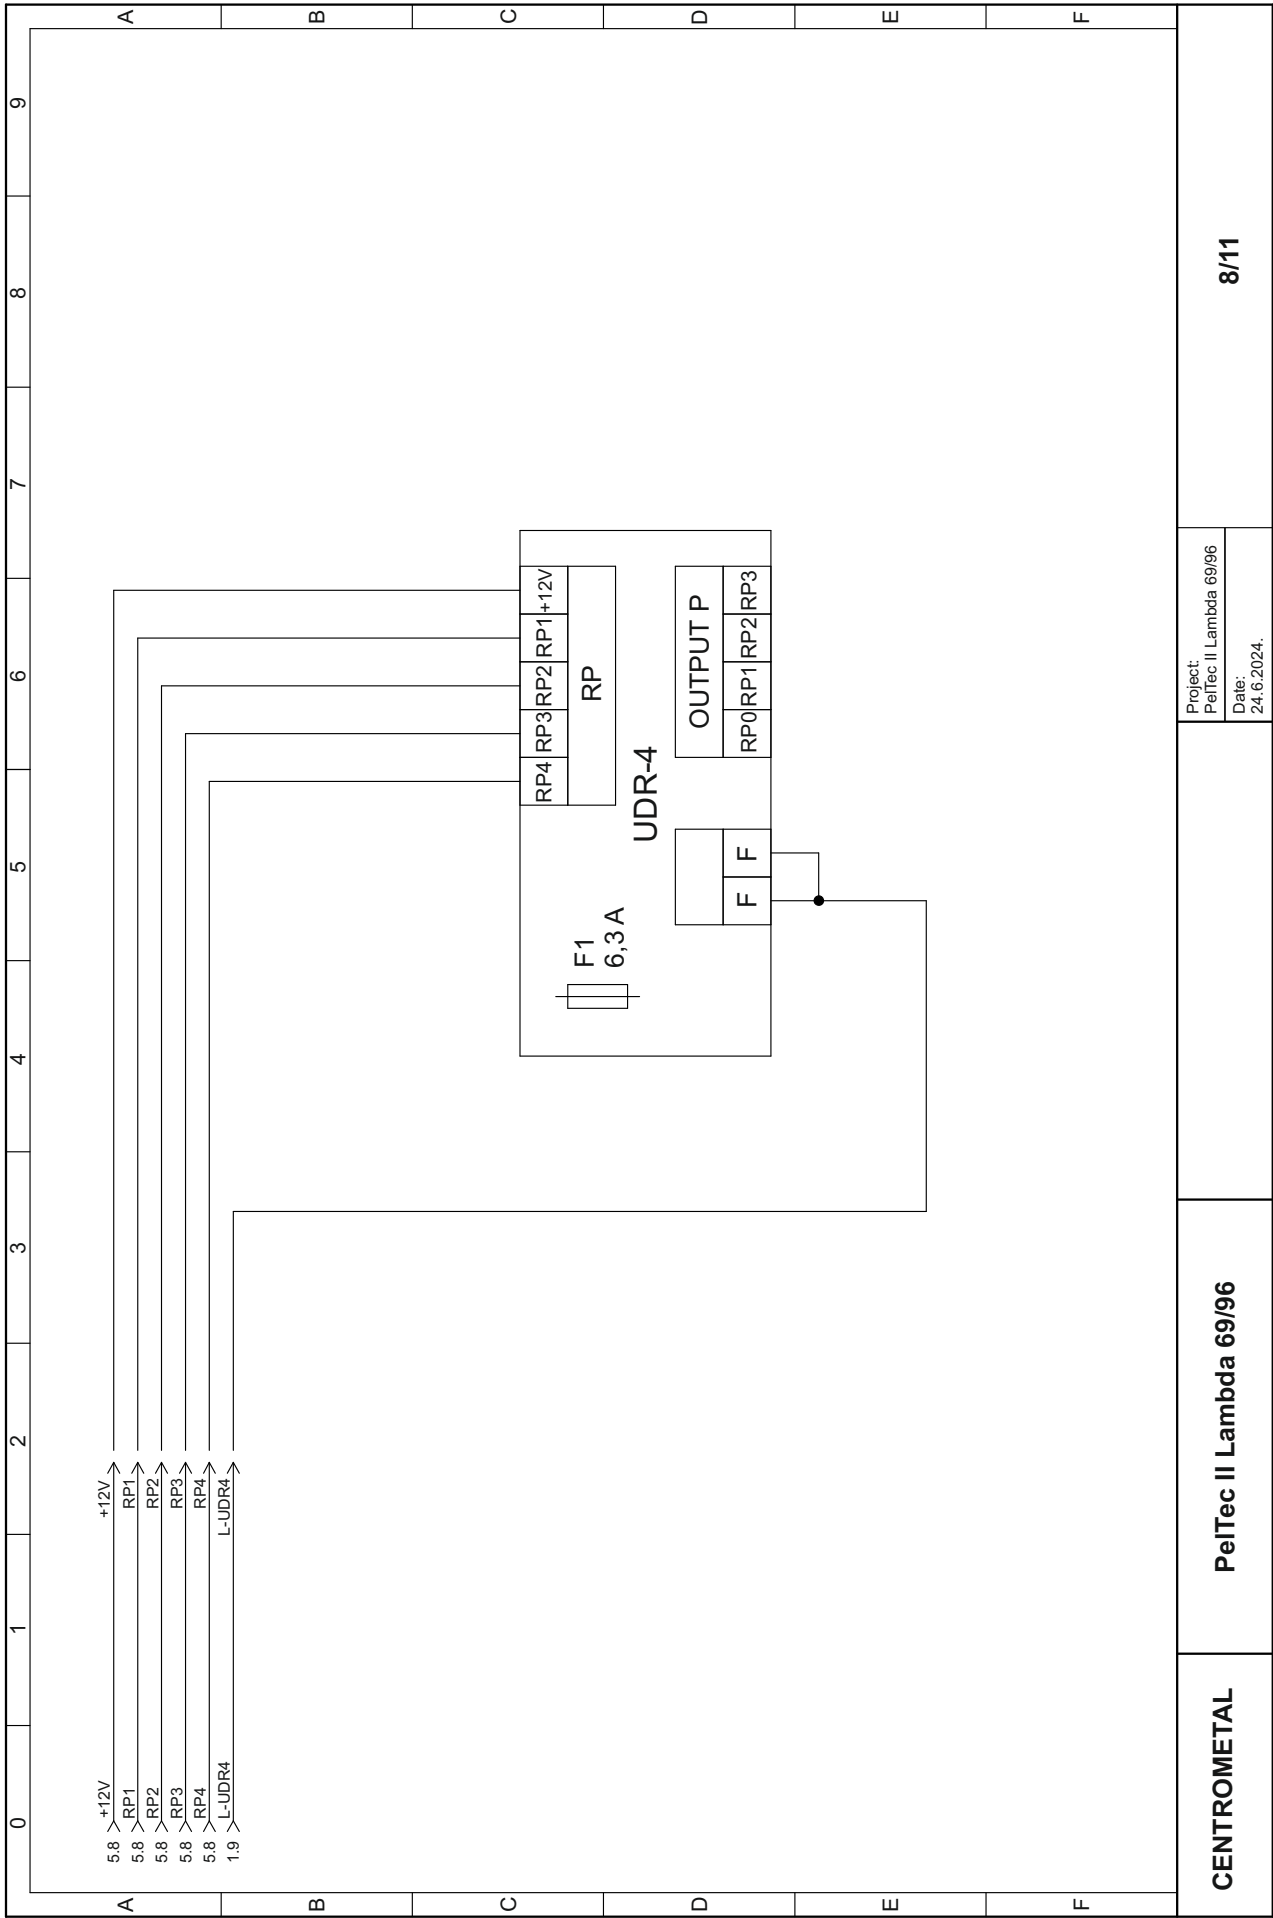 0 1 2 3 4 5 6 7 8 9
A
B
C
D
E
F
A
B
C
D
E
F
5.8 +12V +12V
5.8 RP1 RP1
5.8 RP2 RP2
5.8 RP3 RP3
5.8 RP4 RP4
1.9 L-UDR4 L-UDR4
RP4 RP3 RP2 RP1 +12V
RP
F1
6,3 A
UDR-4
OUTPUT P
F F
RP0 RP1 RP2 RP3
CENTROMETAL
PelTec II Lambda 69/96
Project:
PelTec II Lambda 69/96
Date:
24.6.2024.
8/11